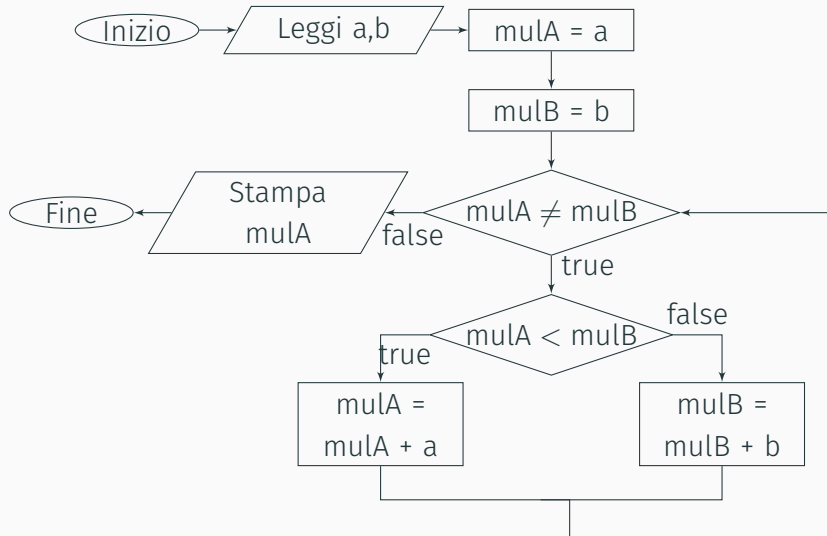 Inizio
Leggi a,b
mulA = a
mulB = b
mulA ≠ mulB
false
Stampa
mulA
Fine
true
mulA < mulB
true
false
mulA =
mulA + a
mulB =
mulB + b